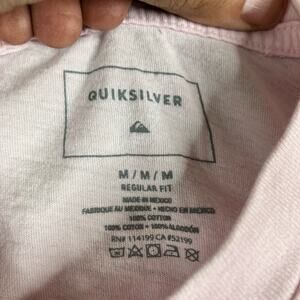 QUIKSILVER
M/M/M
REGULAR FIT
MADE IN MEXICO
FABRIQUÉ AU MEXIQUE • HECHO EN MEXICO
100% COTTON
100% COTON • 100% ALGODÓN
RN# 114199 CA #52199